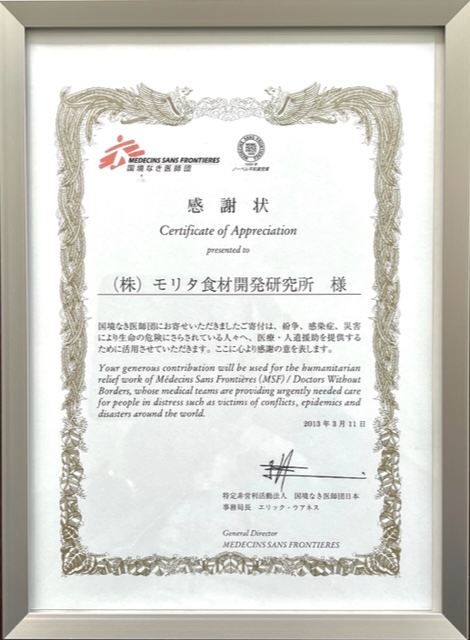 MEDECINS SANS FRONTIERES
国境なき医師団
ノーベル平和賞受賞
感謝状
Certificate of Appreciation
presented to
（株）モリタ食材開発研究所 様
国境なき医師団にお寄せいただきましたご寄付は、紛争、感染症、災害
により生命の危険にさらされている人々へ、医療・人道援助を提供する
ために活用させていただきます。ここに心より感謝の意を表します。
Your generous contribution will be used for the humanitarian
relief work of Médecins Sans Frontières (MSF) / Doctors Without
Borders, whose medical teams are providing urgently needed care
for people in distress such as victims of conflicts, epidemics and
disasters around the world.
2013 年 3 月 11 日
特定非営利活動法人 国境なき医師団日本
事務局長 エリック・ウアネス
General Director
MEDECINS SANS FRONTIERES